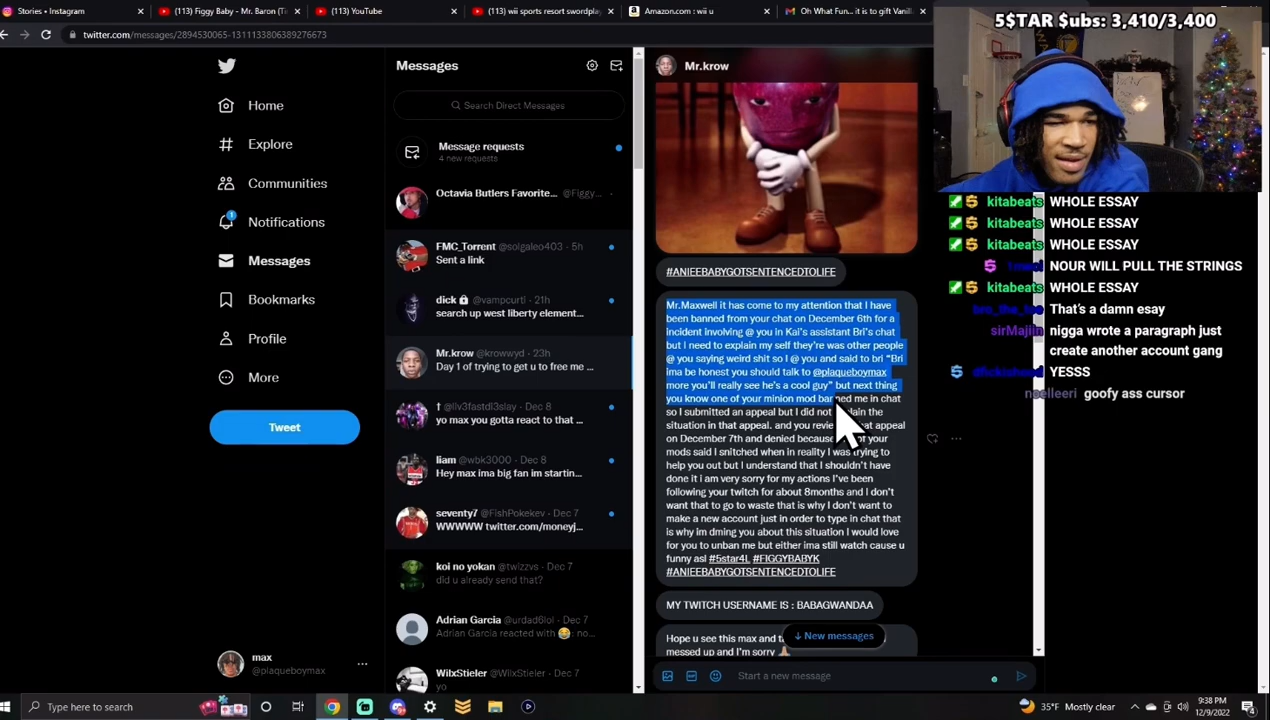 Stories • Instagram
(113) Figgy Baby - Mr. Baron (
(113) YouTube
(113) wii sports resort swordplay
Amazon.com : wii u
Oh What Fun... it is to gift Vanill
5$TAR $ubs: 3,410/3,400
twitter.com/messages/2894530065-1311133806389276673
Home
Explore
Communities
1
Notifications
Messages
Bookmarks
Profile
More
Tweet
max
@plaqueboymax
Messages
Search Direct Messages
Message requests
4 new requests
Octavia Butlers Favorite... @Figgy...
FMC_Torrent @solgaleo403 · 5h
Sent a link
dick @vampcurtl · 21h
search up west liberty element...
Mr.krow @krowwyd · 23h
Day 1 of trying to get u to free me ...
† @llv3fastdl3slay · Dec 8
yo max you gotta react to that ...
liam @wbk3000 · Dec 8
Hey max ima big fan im startin...
seventy7 @FishPokekev · Dec 7
WWWWW twitter.com/moneyj...
koi no yokan @twizzvs · Dec 7
did u already send that?
Adrian Garcia @urdad6lol · Dec 7
Adrian Garcia reacted with 😂: no...
WilxStieler @WilxStieler · Dec 7
yo
Mr.krow
#ANIEEBABYGOTSENTENCEDTOLIFE
Mr.Maxwell it has come to my attention that I have
been banned from your chat on December 6th for a
incident involving @ you in Kai's assistant Bri's chat
but I need to explain my self they're was other people
@ you saying weird shit so I @ you and said to bri "Bri
ima be honest you should talk to @plaqueboymax
more you'll really see he's a cool guy" but next thing
you know one of your minion mod banned me in chat
so I submitted an appeal but I did not the
situation in that appeal. and you appeal
on December 7th and denied because of your
mods said I snitched when in reality I was trying to
help you out but I understand that I shouldn't have
done it i am very sorry for my actions I've been
following your twitch for about 8months and I don't
want that to go to waste that is why I don't want to
make a new account just in order to type in chat that
is why im dming you about this situation I would love
for you to unban me but either ima still watch cause u
funny asl #5star4L #FIGGYBABYK
#ANIEEBABYGOTSENTENCEDTOLIFE
MY TWITCH USERNAME IS : BABAGWANDAA
Hope u see this max and
messed up and I'm sorry 🙏🏼
↓ New messages
Start a new message
kitabeats WHOLE ESSAY
kitabeats WHOLE ESSAY
kitabeats WHOLE ESSAY
NOUR WILL PULL THE STRINGS
kitabeats WHOLE ESSAY
That's a damn esay
sirMajiin nigga wrote a paragraph just
create another account gang
YESSS
noelleeri goofy ass cursor
Type here to search
35°F Mostly clear
9:38 PM
12/9/2022